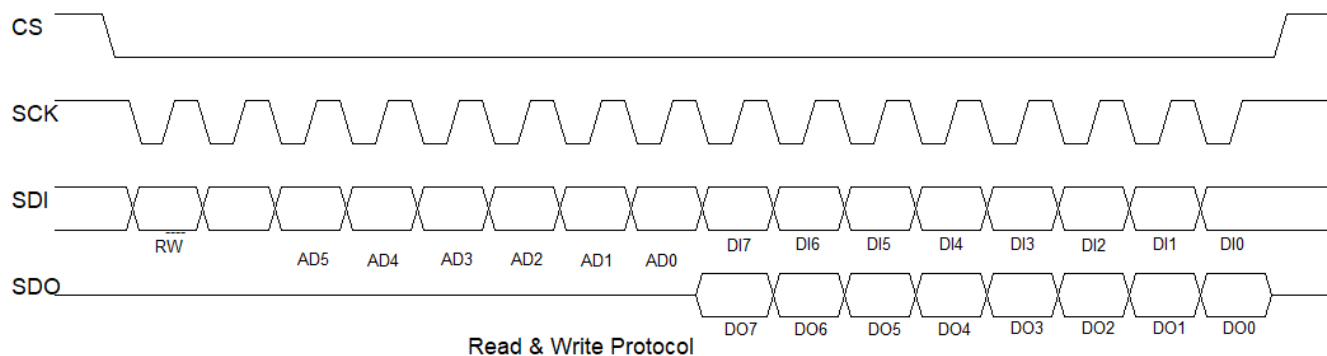 CS
SCK
SDI
RW DI7 DI6 DI5 DI4 DI3 DI2 DI1 DI0
AD5 AD4 AD3 AD2 AD1 AD0
SDO
DO7 DO6 DO5 DO4 DO3 DO2 DO1 DO0
Read & Write Protocol